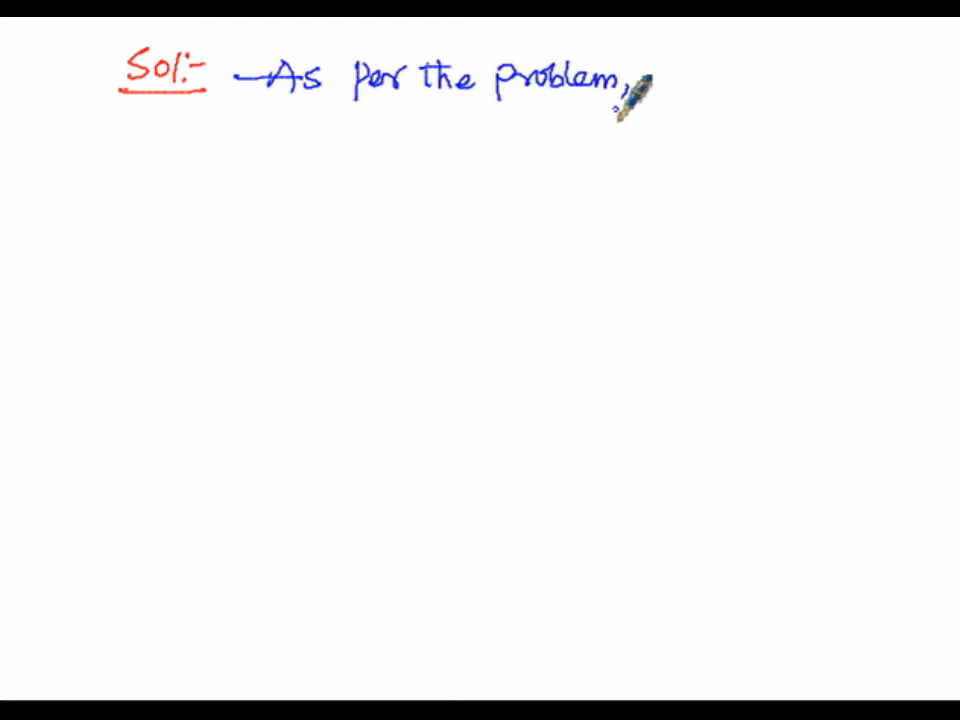 Sol:- As per the problem,